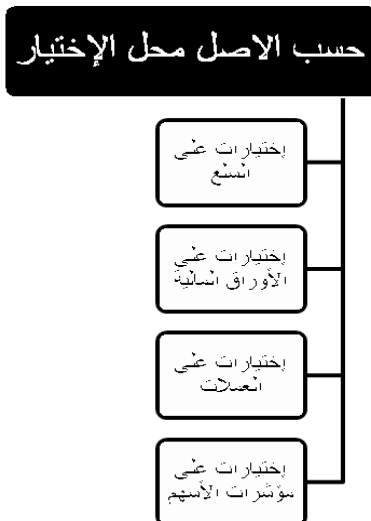 حسب الاصل محل الإختيار
إختيارات على
السلع
إختيارات على
الأوراق المالية
إختيارات على
العملات
إختيارات على
مؤشرات الأسهم